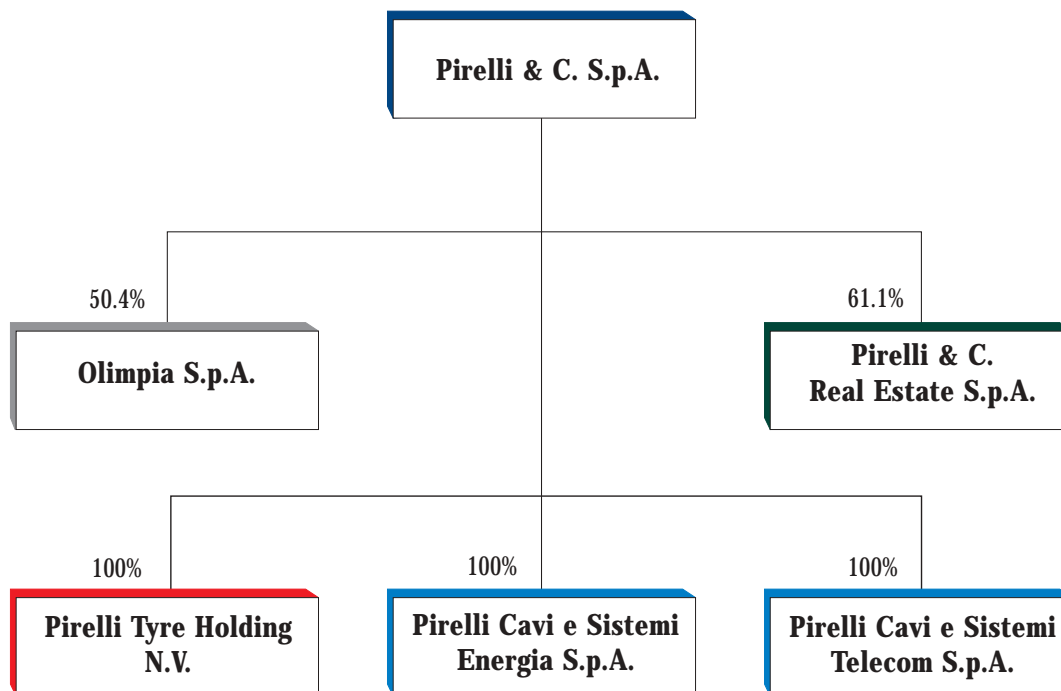 Pirelli & C. S.p.A.
50.4%
61.1%
Olimpia S.p.A.
Pirelli & C.
Real Estate S.p.A.
100%
100%
100%
Pirelli Tyre Holding
N.V.
Pirelli Cavi e Sistemi
Energia S.p.A.
Pirelli Cavi e Sistemi
Telecom S.p.A.